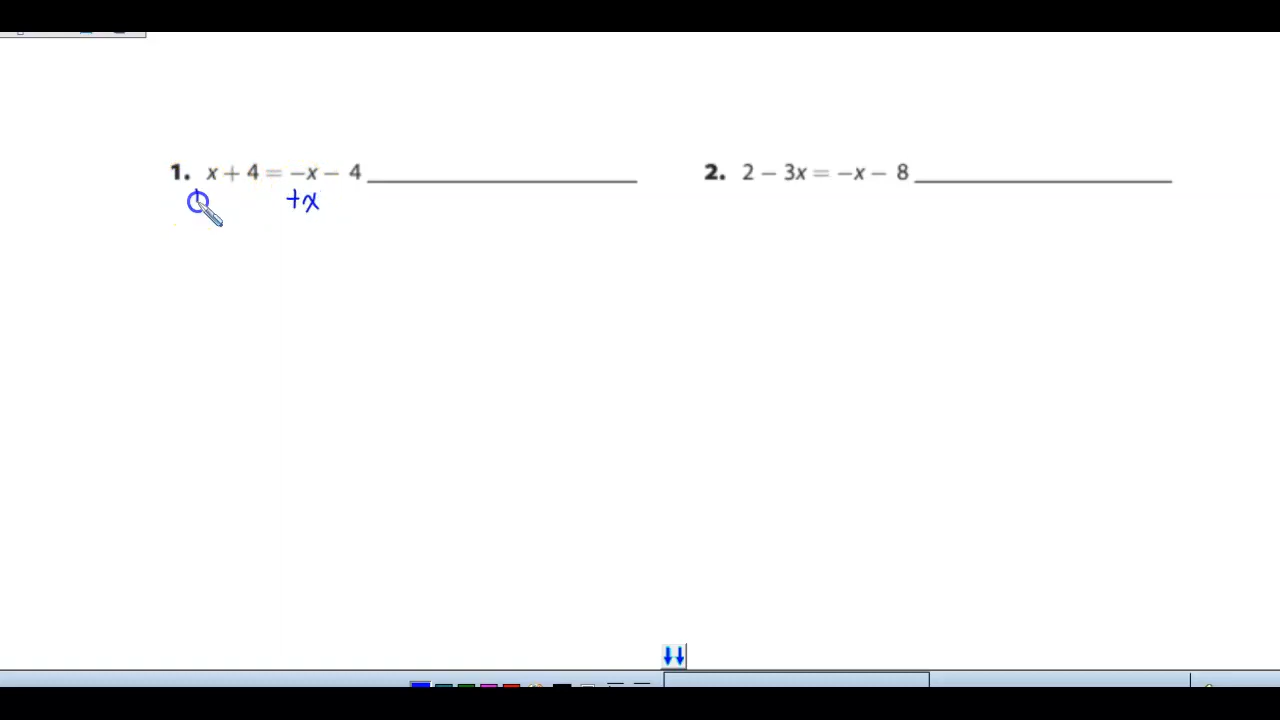 1. x + 4 = -x - 4
+x
2. 2 - 3x = -x - 8